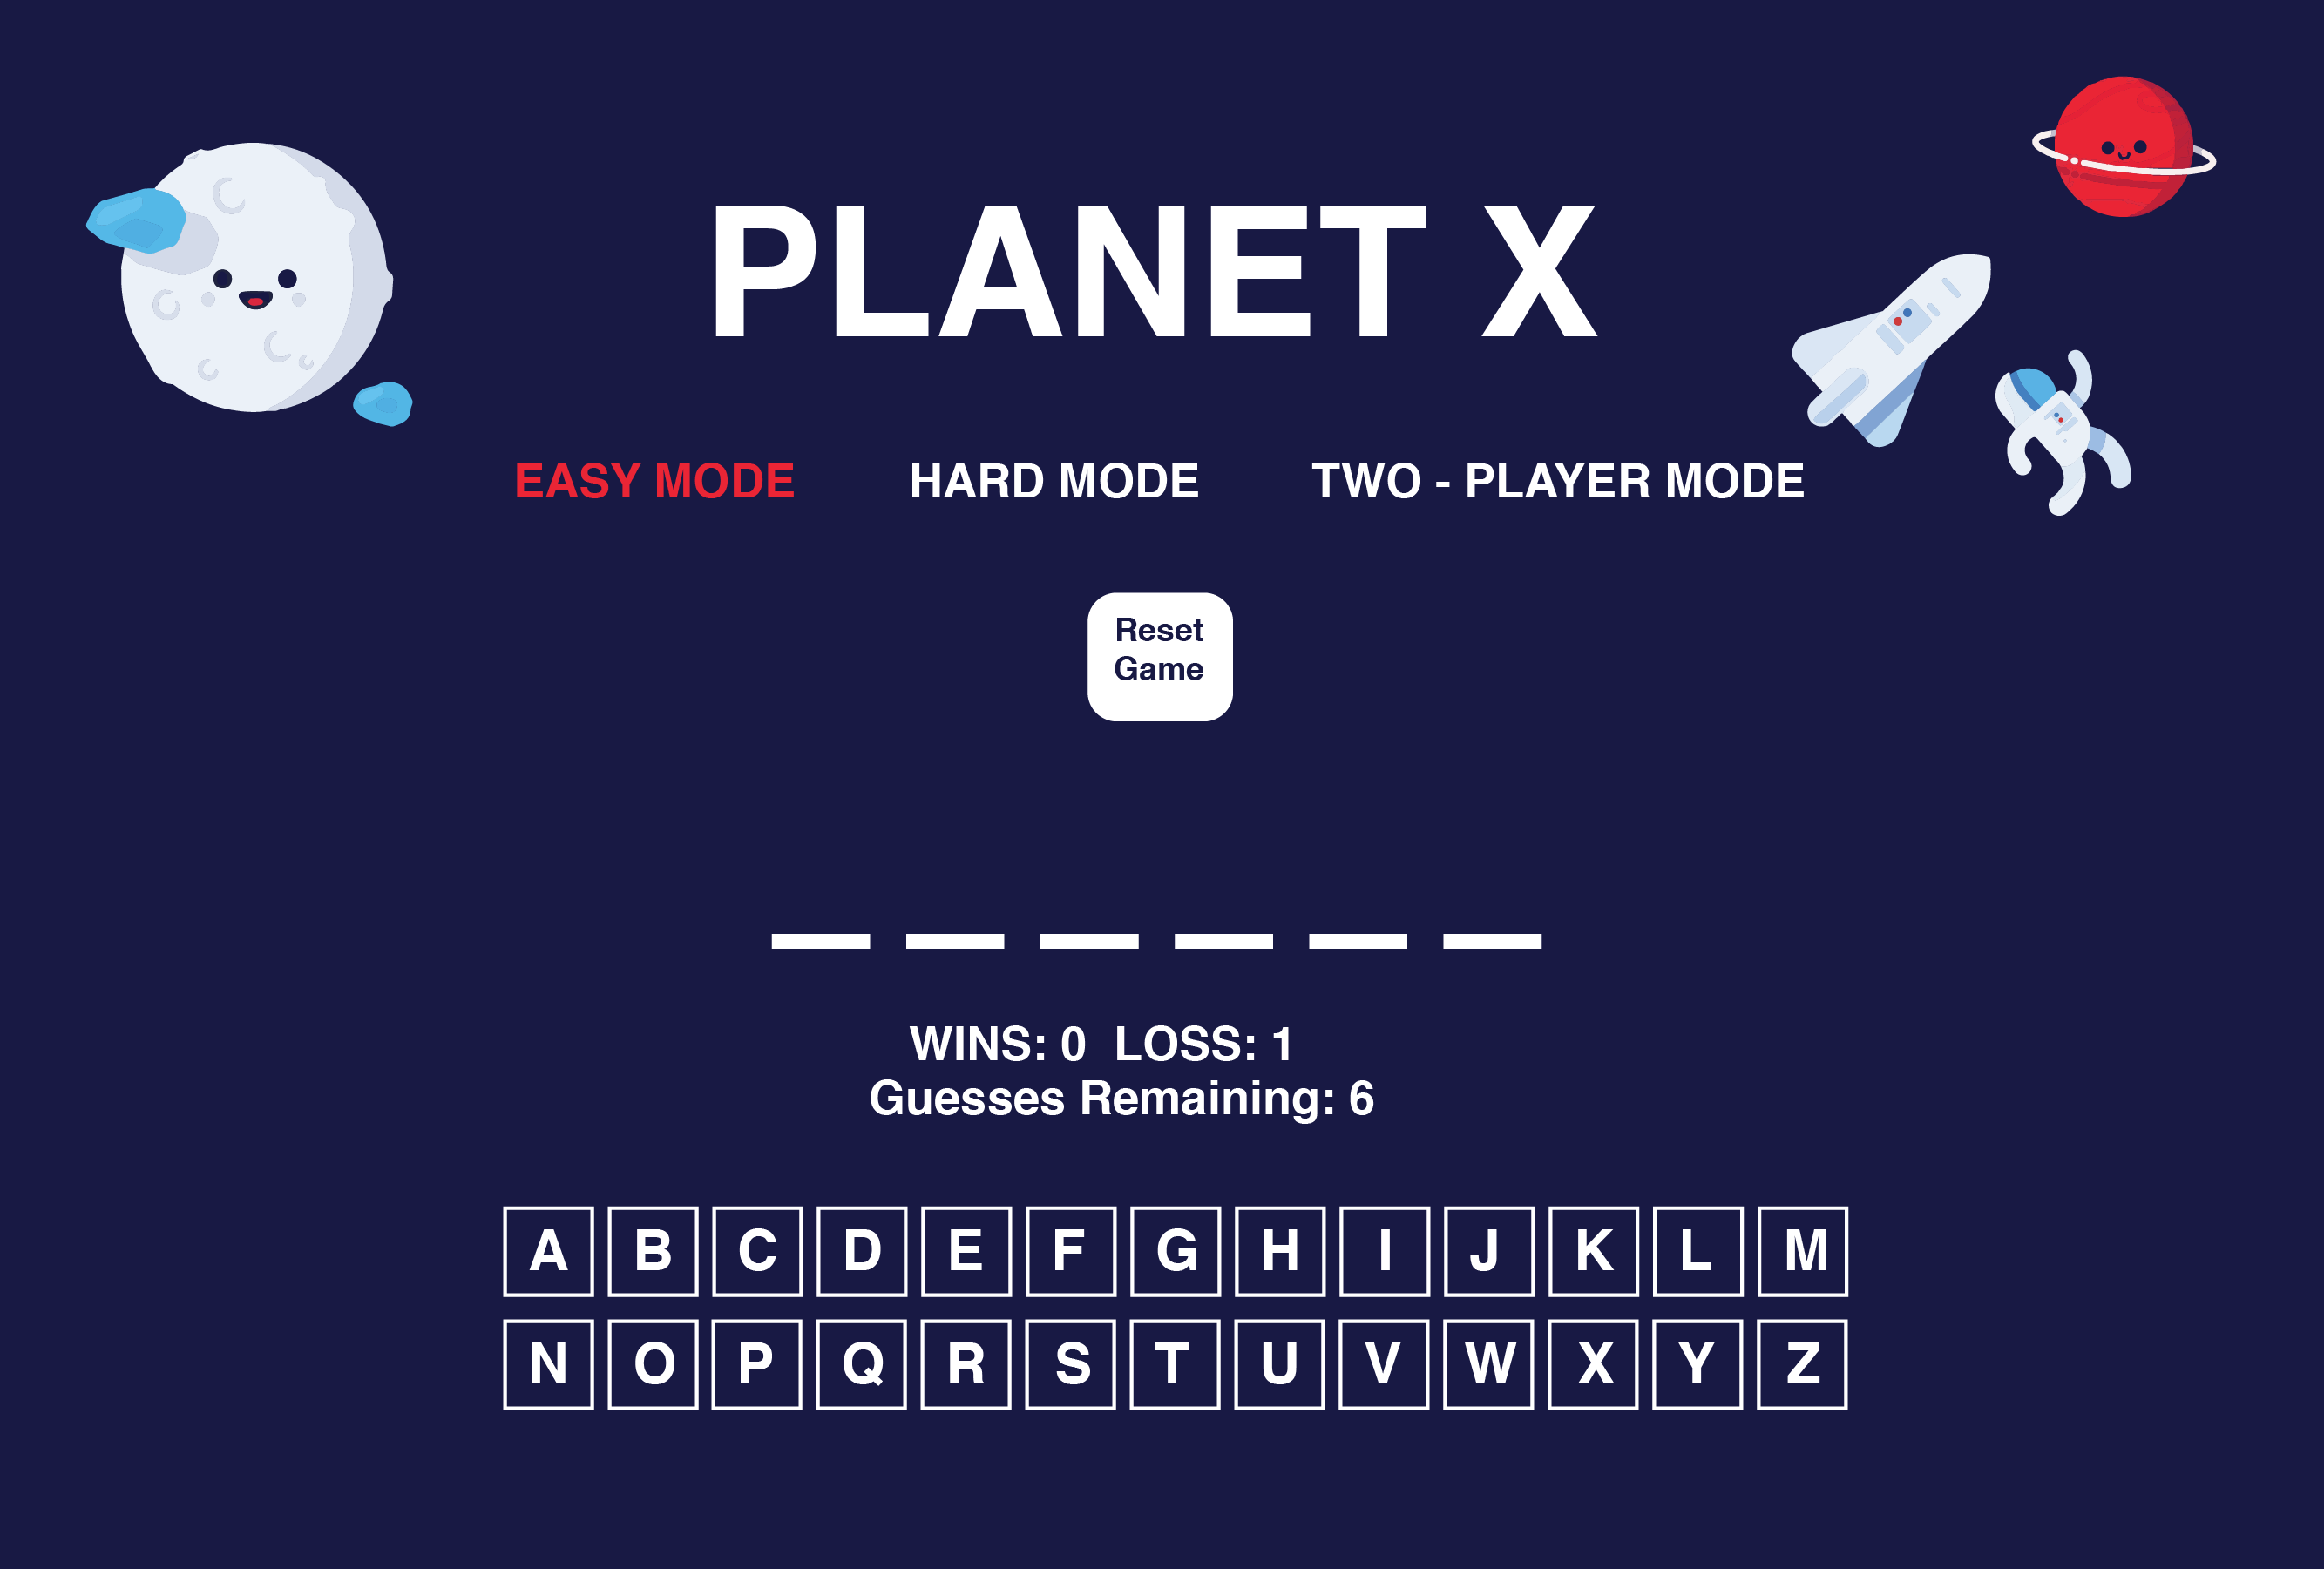 PLANET X
EASY MODE HARD MODE TWO - PLAYER MODE
Reset
Game
WINS: 0 LOSS: 1
Guesses Remaining: 6
A B C D E F G H I J K L M
N O P Q R S T U V W X Y Z